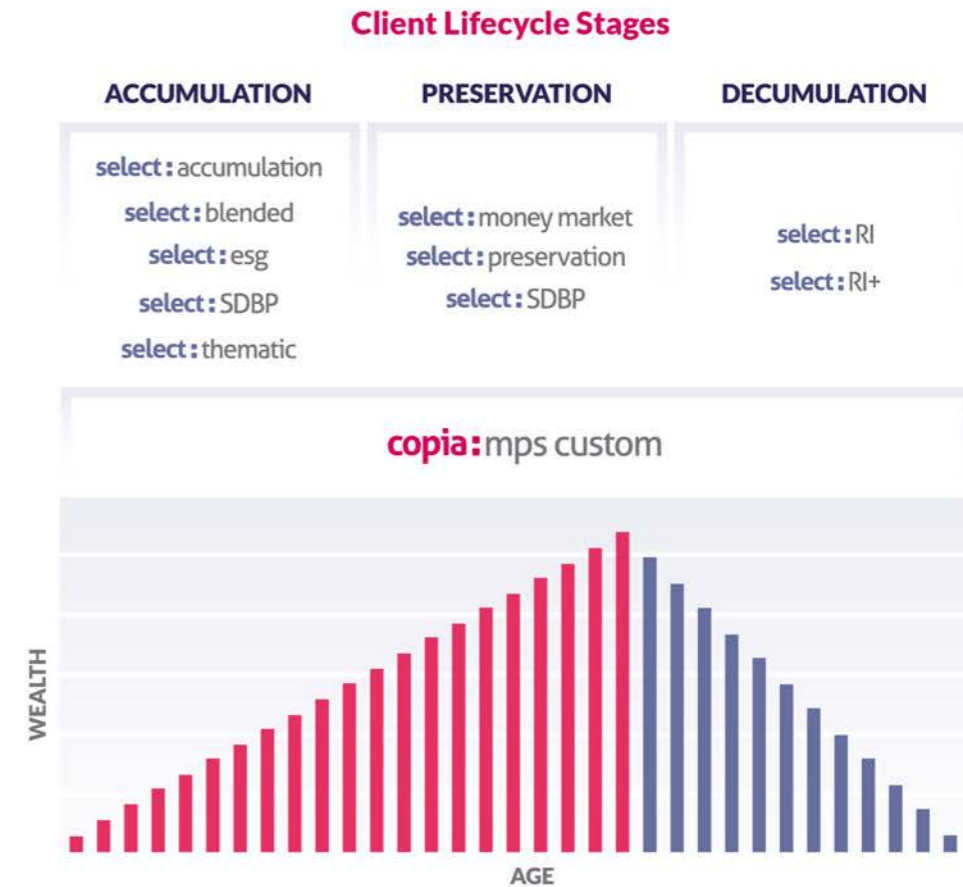 Client Lifecycle Stages
ACCUMULATION
select:accumulation
select:blended
select:esg
select:SDBP
select:thematic
PRESERVATION
select:money market
select:preservation
select:SDBP
DECUMULATION
select:RI
select:RI+
copia:mps custom
WEALTH
AGE